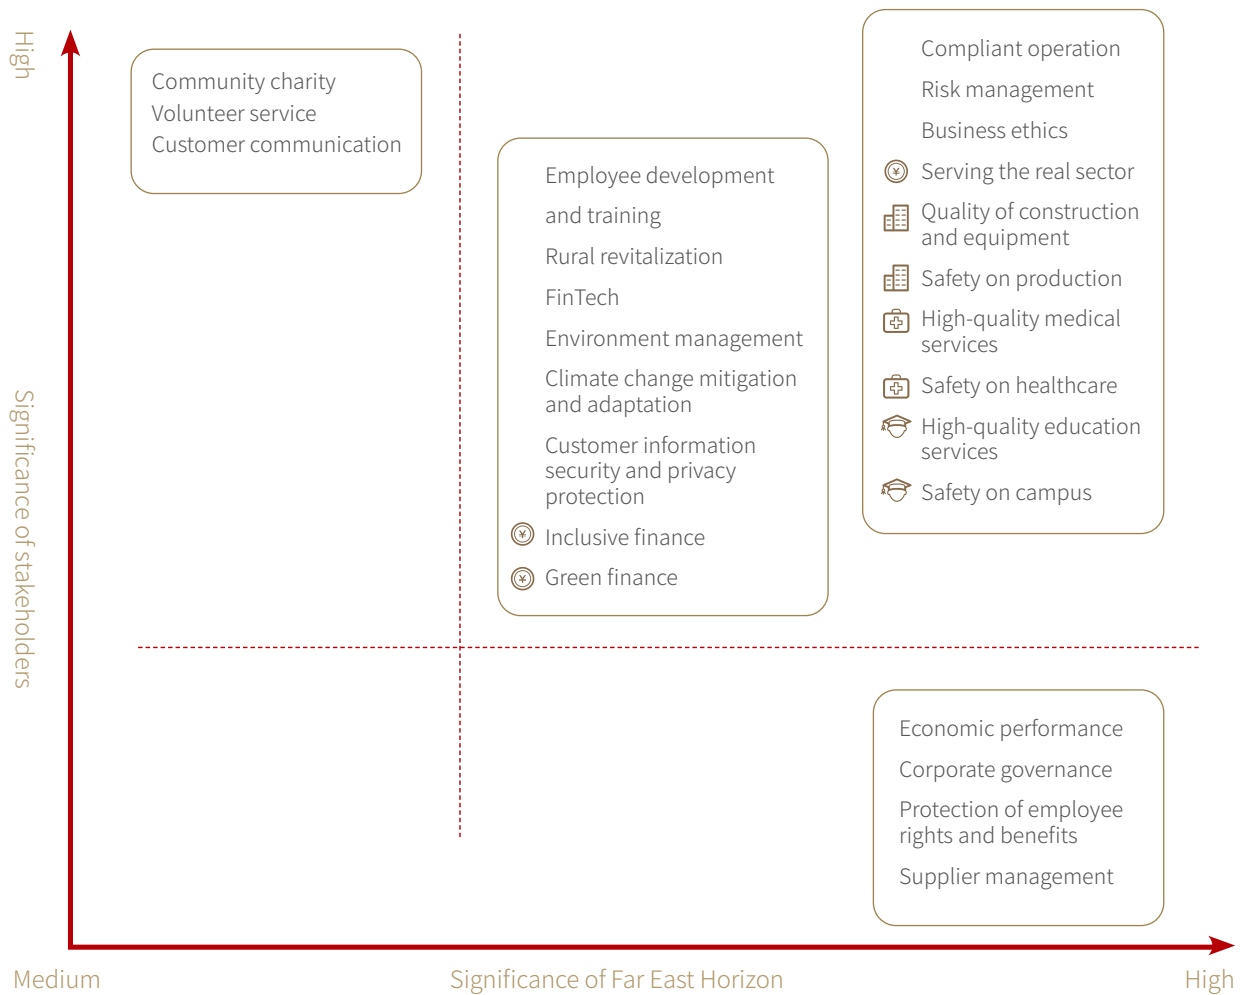 High
Significance of stakeholders
Community charity
Volunteer service
Customer communication
Employee development
and training
Rural revitalization
FinTech
Environment management
Climate change mitigation
and adaptation
Customer information
security and privacy
protection
¥ Inclusive finance
¥ Green finance
Compliant operation
Risk management
Business ethics
¥ Serving the real sector
Quality of construction
and equipment
Safety on production
High-quality medical
services
Safety on healthcare
High-quality education
services
Safety on campus
Economic performance
Corporate governance
Protection of employee
rights and benefits
Supplier management
Medium
Significance of Far East Horizon
High